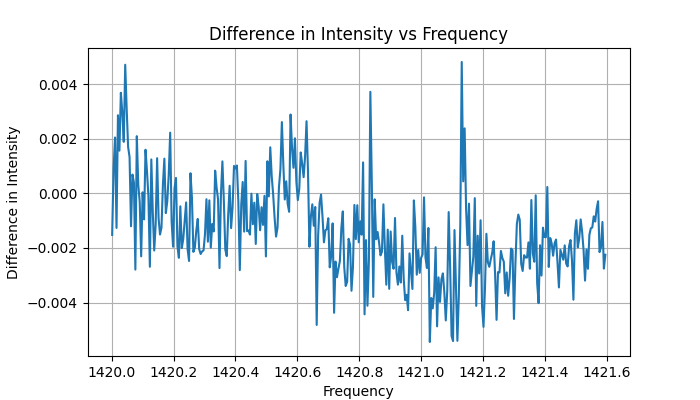 Difference in Intensity vs Frequency
Difference in Intensity
0.004
0.002
0.000
−0.002
−0.004
1420.0 1420.2 1420.4 1420.6 1420.8 1421.0 1421.2 1421.4 1421.6
Frequency